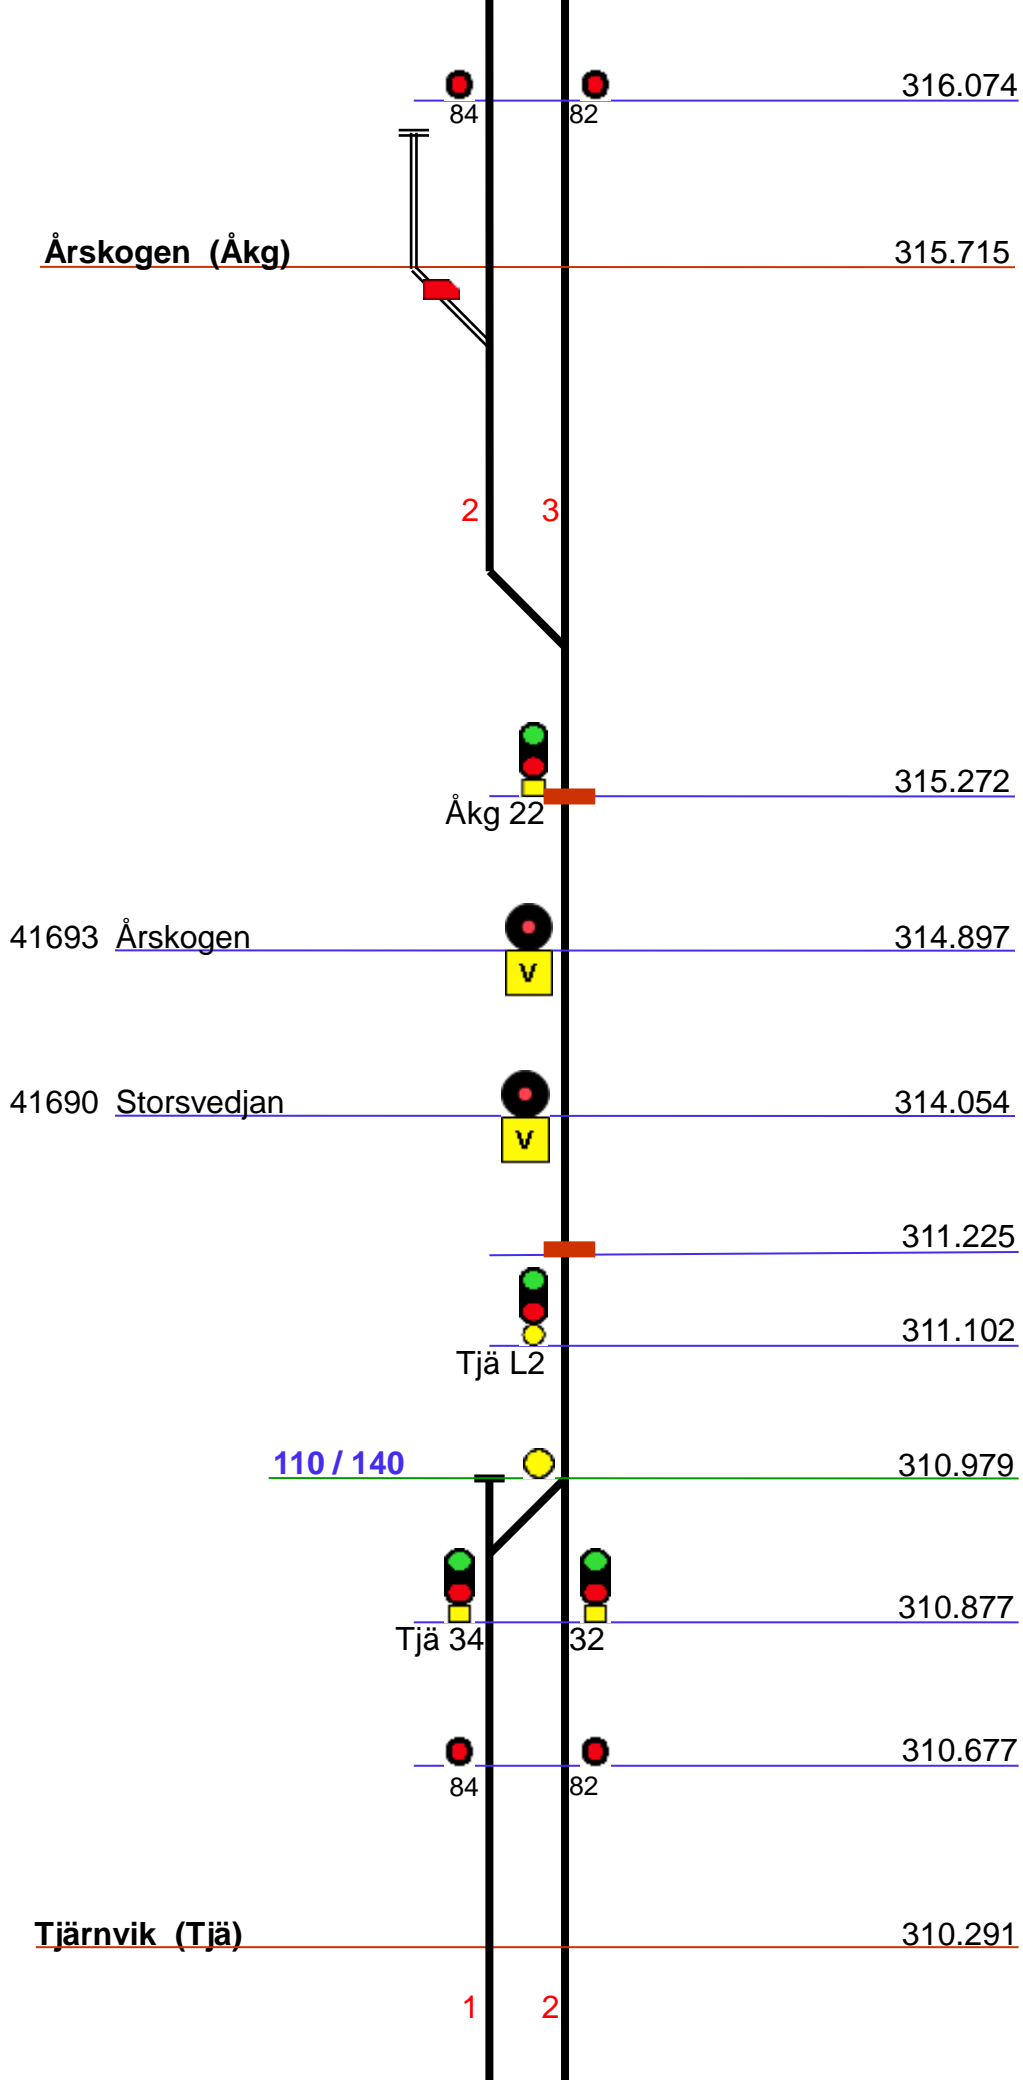 316.074
84 82
Årskogen (Åkg) 315.715
2 3
315.272
Åkg 22
41693 Årskogen 314.897
V
41690 Storsvedjan 314.054
V
311.225
311.102
Tjä L2
110 / 140 310.979
310.877
Tjä 34 32
310.677
84 82
Tjärnvik (Tjä) 310.291
1 2